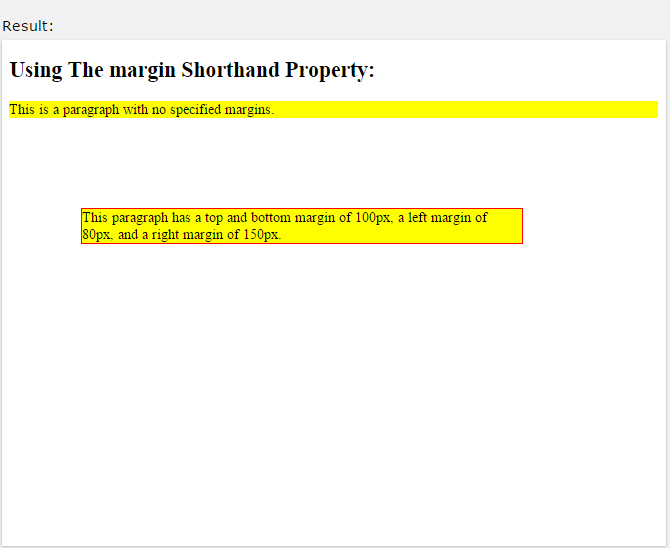 Result:
Using The margin Shorthand Property:
This is a paragraph with no specified margins.
This paragraph has a top and bottom margin of 100px, a left margin of
80px, and a right margin of 150px.